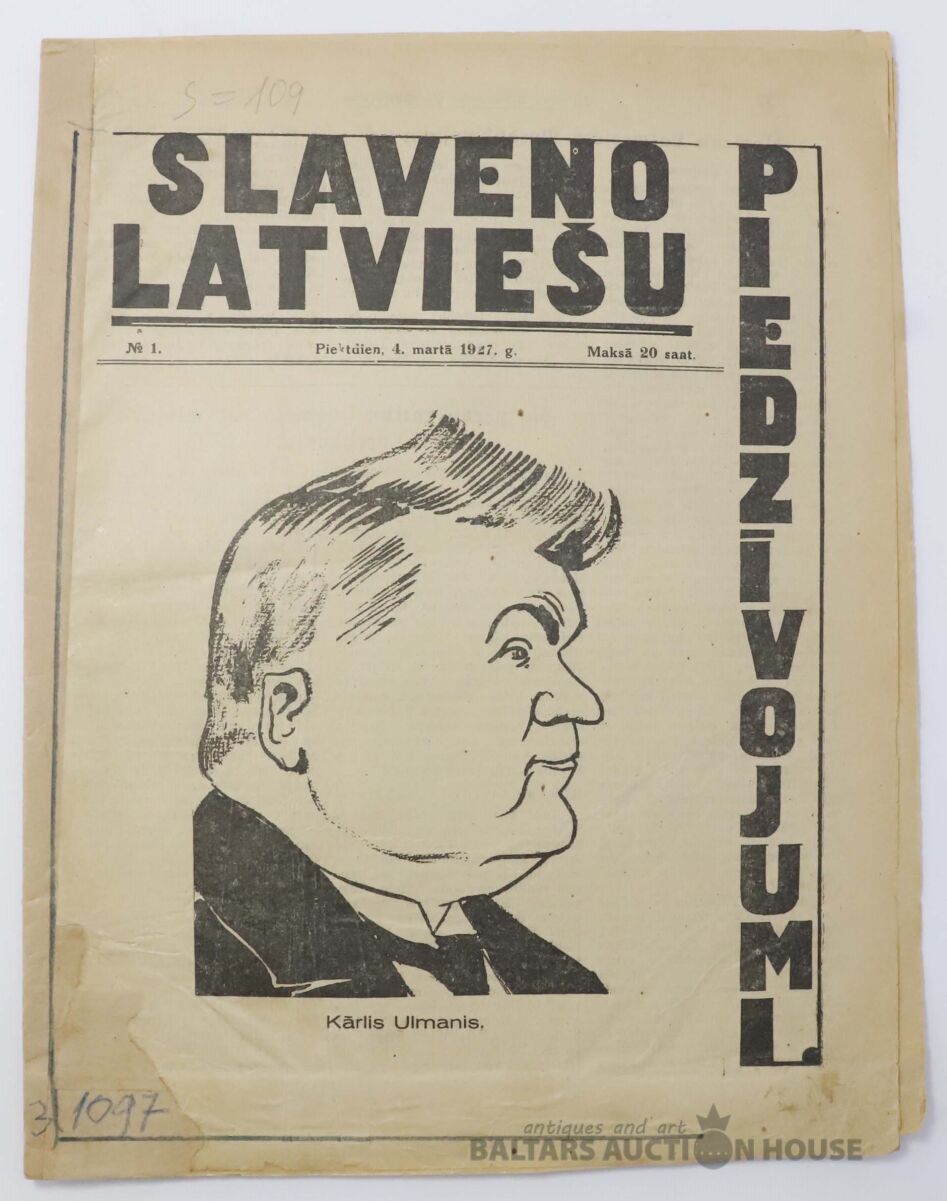 S = 109
SLAVENO
LATVIEŠU
PIEDZĪVOJUMI.
№ 1.
Piektdien, 4. martā 1927. g.
Maksā 20 sant.
Kārlis Ulmanis.
3 1097
antiques and art
BALTARS AUCTION HOUSE